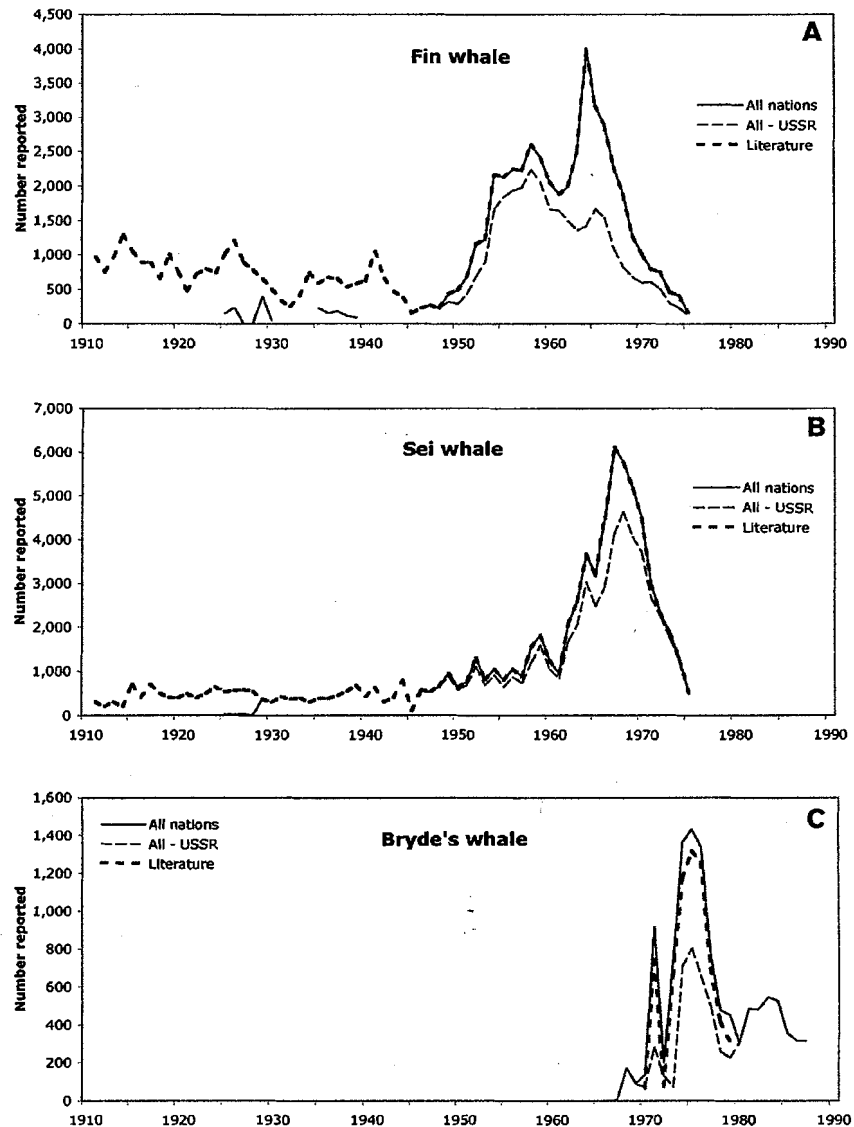 A
Fin whale
All nations
All - USSR
Literature
Number reported
4,500
4,000
3,500
3,000
2,500
2,000
1,500
1,000
500
0
1910 1920 1930 1940 1950 1960 1970 1980 1990
B
Sei whale
All nations
All - USSR
Literature
Number reported
7,000
6,000
5,000
4,000
3,000
2,000
1,000
0
1910 1920 1930 1940 1950 1960 1970 1980 1990
C
Bryde's whale
All nations
All - USSR
Literature
Number reported
1,600
1,400
1,200
1,000
800
600
400
200
0
1910 1920 1930 1940 1950 1960 1970 1980 1990